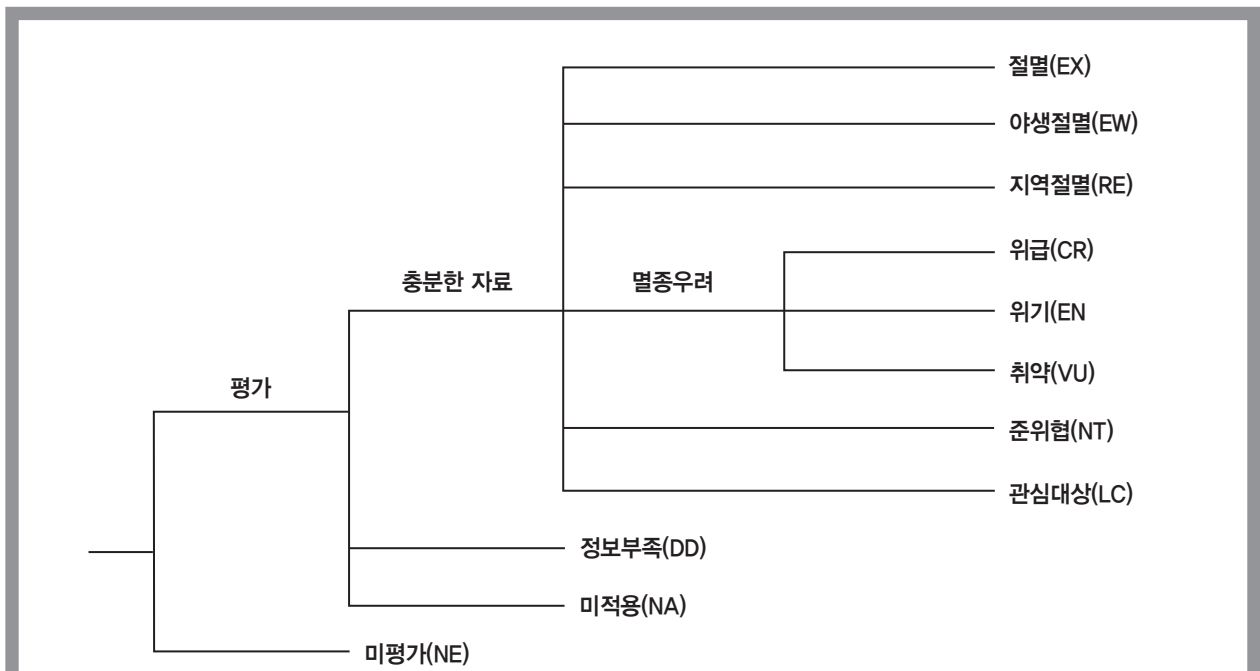 절멸(EX)
야생절멸(EW)
지역절멸(RE)
위급(CR)
충분한 자료
멸종우려
위기(EN
취약(VU)
평가
준위협(NT)
관심대상(LC)
정보부족(DD)
미적용(NA)
미평가(NE)